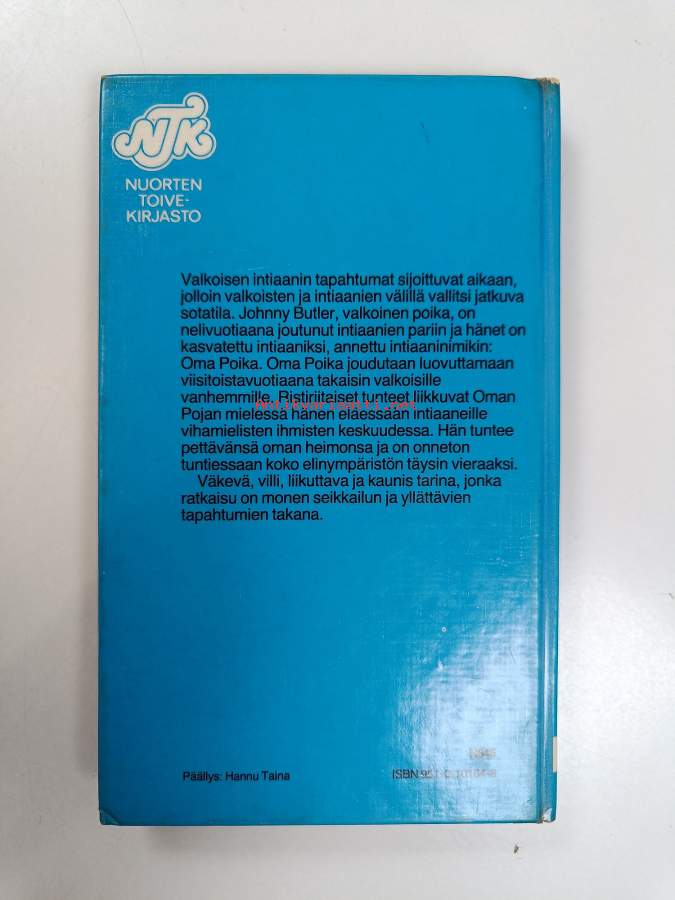 NTK
NUORTEN
TOIVE-
KIRJASTO
Valkoisen intiaanin tapahtumat sijoittuvat aikaan,
jolloin valkoisten ja intiaanien välillä vallitsi jatkuva
sotatila. Johnny Butler, valkoinen poika, on
nelivuotiaana joutunut intiaanien pariin ja hänet on
kasvatettu intiaaniksi, annettu intiaaninimikin:
Oma Poika. Oma Poika joudutaan luovuttamaan
viisitoistavuotiaana takaisin valkoisille
vanhemmille. Ristiriitaiset tunteet liikkuvat Oman
Antikvariaatti.net
Pojan mielessä hänen eläessään intiaaneille
vihamielisten ihmisten keskuudessa. Hän tuntee
pettävänsä oman heimonsa ja on onneton
tuntiessaan koko elinympäristön täysin vieraaksi.
Väkevä, villi, liikuttava ja kaunis tarina, jonka
ratkaisu on monen seikkailun ja yllättävien
tapahtumien takana.
Päällys: Hannu Taina
ISBN